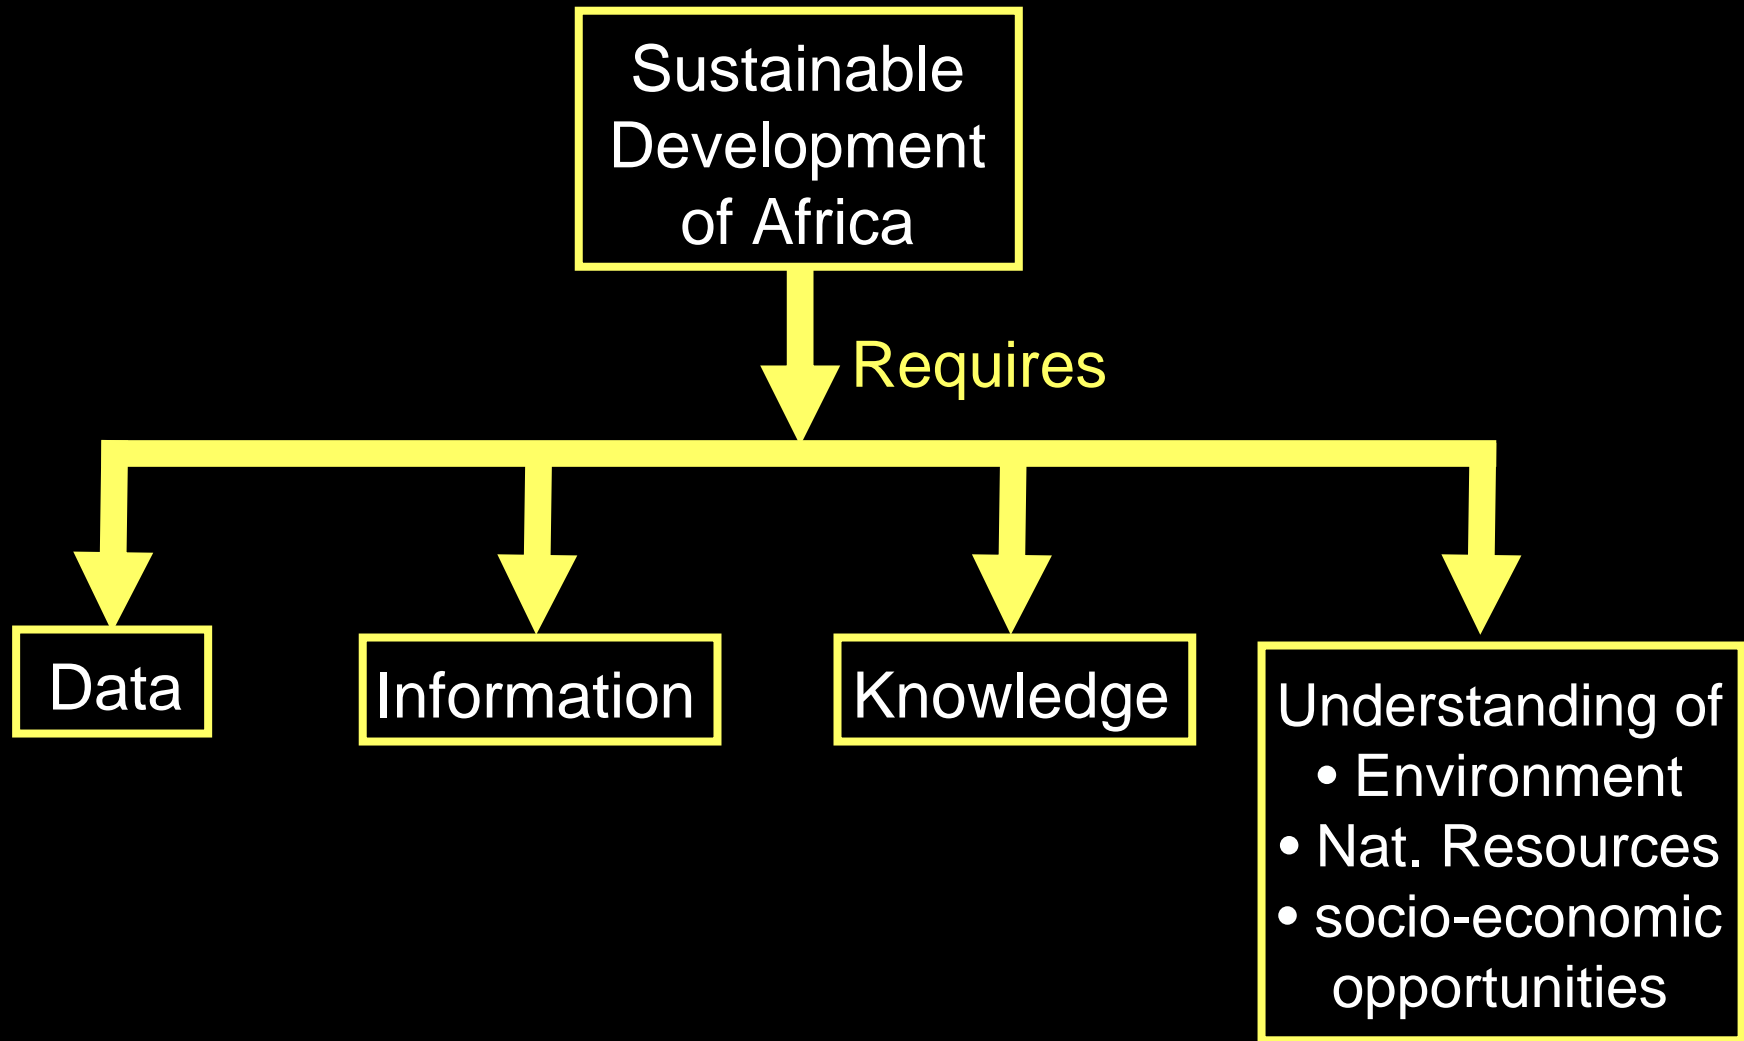 Sustainable
Development
of Africa
Requires
Data
Information
Knowledge
Understanding of
• Environment
• Nat. Resources
• socio-economic
opportunities